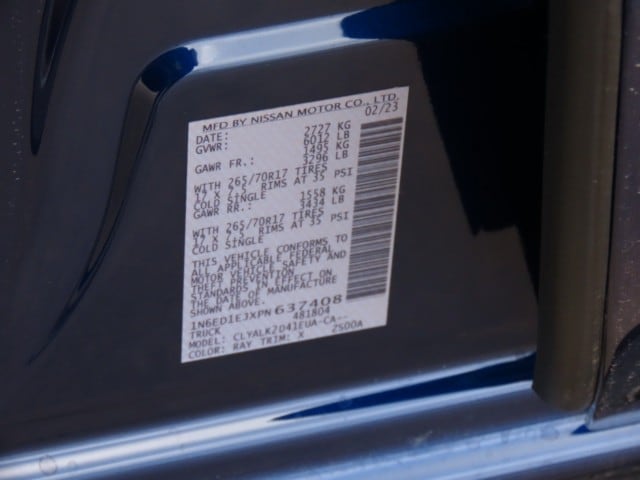 MFD BY NISSAN MOTOR CO., LTD.
DATE: 02/23
GVWR: 2727 KG
6012 LB
GAWR FR.: 1495 KG
3296 LB
WITH 265/70R17 TIRES
17 X 7.5 RIMS AT 35 PSI
COLD SINGLE
GAWR RR.: 1558 KG
3434 LB
WITH 265/70R17 TIRES
17 X 7.5 RIMS AT 35 PSI
COLD SINGLE
THIS VEHICLE CONFORMS TO
ALL APPLICABLE FEDERAL
MOTOR VEHICLE SAFETY AND
THEFT PREVENTION
STANDARDS IN EFFECT ON
THE DATE OF MANUFACTURE
SHOWN ABOVE.
1N6ED1EJXPN 637408
TRUCK 481804
MODEL: CLYALK2D41EUA-CA--
COLOR: RAY TRIM: X 2S00A